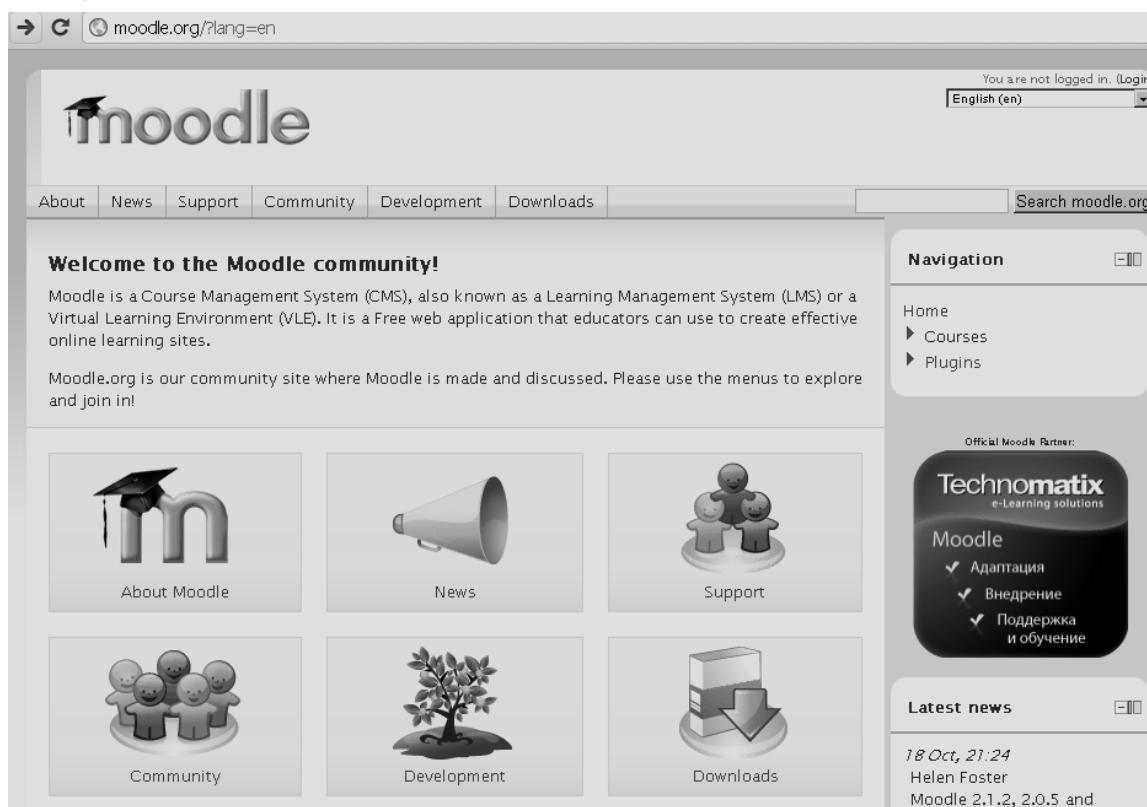 moodle.org/?lang=en
You are not logged in. (Login
English (en)
moodle
About News Support Community Development Downloads
Search moodle.org
Welcome to the Moodle community!
Moodle is a Course Management System (CMS), also known as a Learning Management System (LMS) or a
Virtual Learning Environment (VLE). It is a Free web application that educators can use to create effective
online learning sites.
Moodle.org is our community site where Moodle is made and discussed. Please use the menus to explore
and join in!
About Moodle
News
Support
Community
Development
Downloads
Navigation
Home
Courses
Plugins
Official Moodle Partner:
Technomatix
e-Learning solutions
Moodle
Адаптация
Внедрение
Поддержка
и обучение
Latest news
18 Oct, 21:24
Helen Foster
Moodle 2.1.2, 2.0.5 and